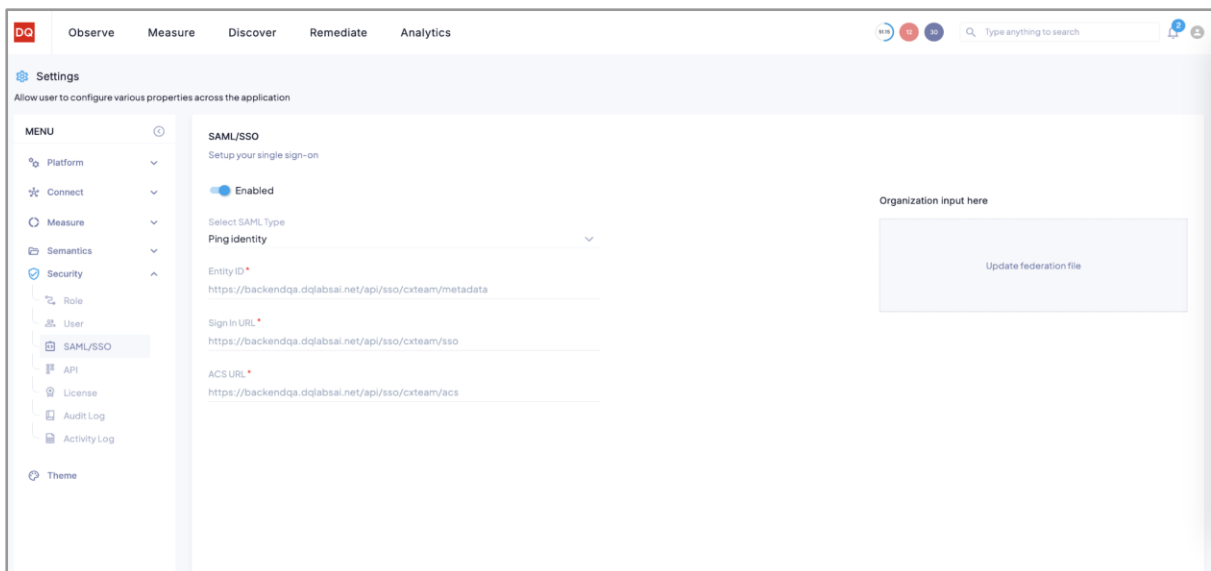 DQ Observe Measure Discover Remediate Analytics 12 30 Type anything to search 2
Settings
Allow user to configure various properties across the application
MENU
Platform
Connect
Measure
Semantics
Security
Role
User
SAML/SSO
API
License
Audit Log
Activity Log
Theme
SAML/SSO
Setup your single sign-on
Enabled
Select SAML Type
Ping identity
Entity ID *
https://backendqa.dqlabsai.net/api/sso/cxteam/metadata
Sign In URL *
https://backendqa.dqlabsai.net/api/sso/cxteam/sso
ACS URL *
https://backendqa.dqlabsai.net/api/sso/cxteam/acs
Organization input here
Update federation file